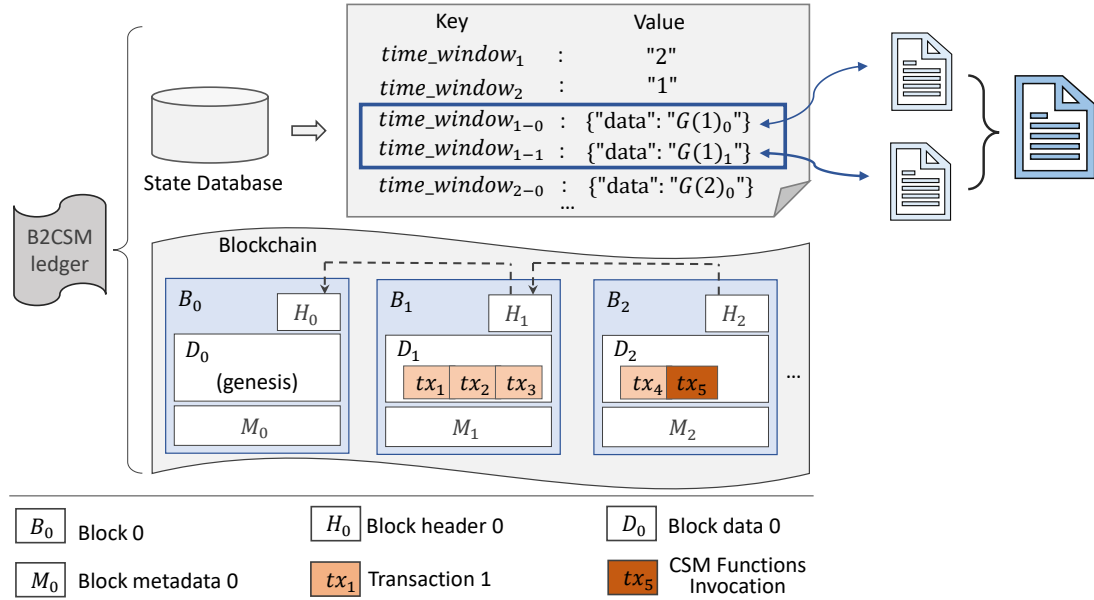 Key Value
time_window₁ : "2"
time_window₂ : "1"
time_window₁₋₀ : {"data": "G(1)₀"}
time_window₁₋₁ : {"data": "G(1)₁"}
time_window₂₋₀ : {"data": "G(2)₀"}
...
State Database
B2CSM
ledger
Blockchain
B₀ H₀
D₀
(genesis)
M₀
B₁ H₁
D₁
tx₁ tx₂ tx₃
M₁
B₂ H₂
D₂
tx₄ tx₅
M₂
...
B₀ Block 0
H₀ Block header 0
D₀ Block data 0
M₀ Block metadata 0
tx₁ Transaction 1
tx₅ CSM Functions
Invocation